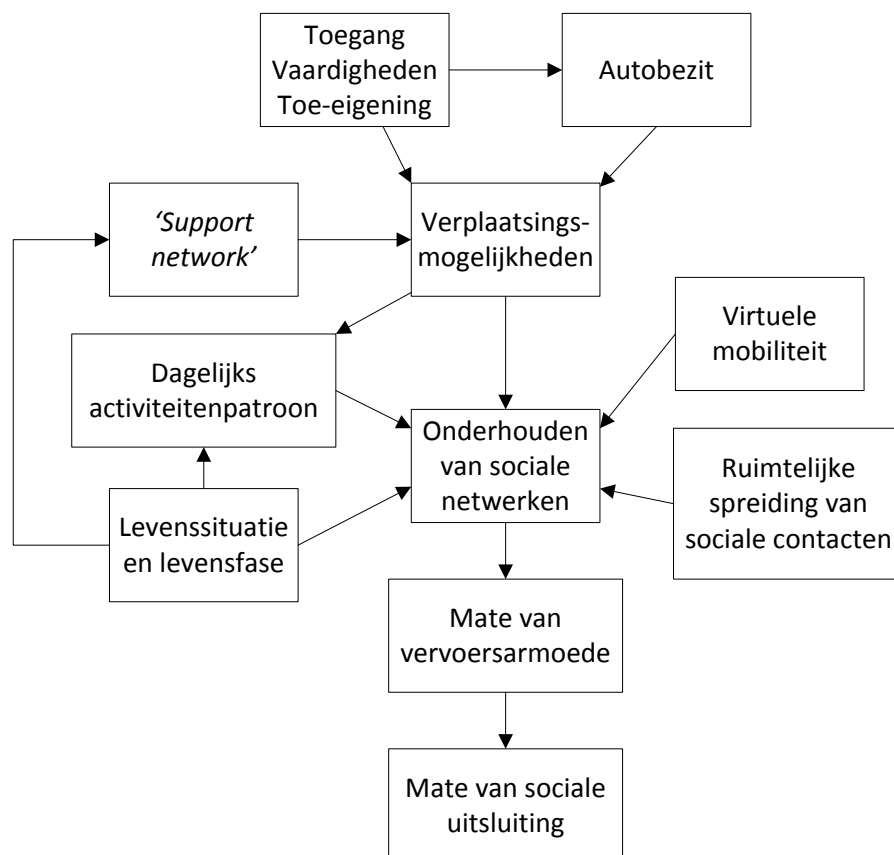 Toegang
Vaardigheden
Toe-eigening
Autobezit
‘Support
network’
Verplaatsings-
mogelijkheden
Virtuele
mobiliteit
Dagelijks
activiteitenpatroon
Onderhouden
van sociale
netwerken
Ruimtelijke
spreiding van
sociale contacten
Levenssituatie
en levensfase
Mate van
vervoersarmoede
Mate van sociale
uitsluiting